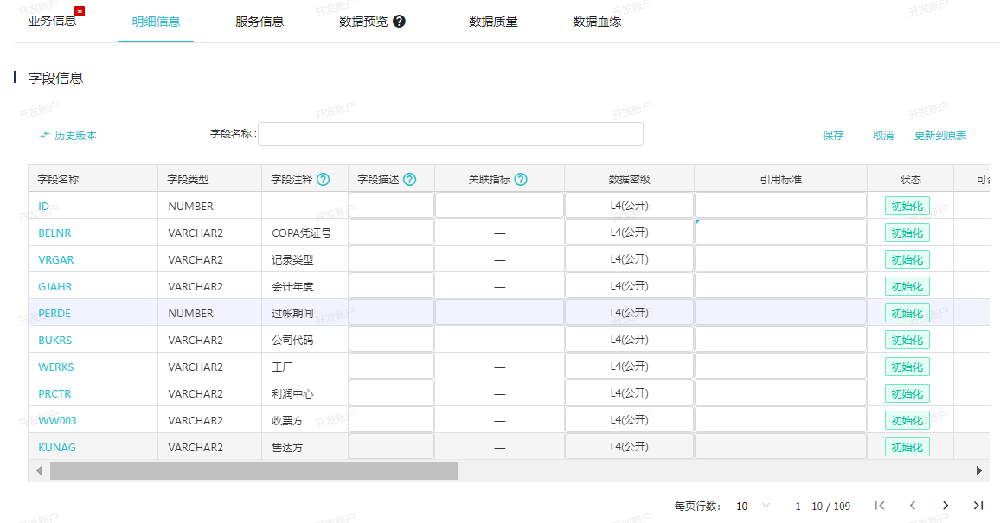 业务信息 * 明细信息 服务信息 数据预览 ? 数据质量 数据血缘
字段信息
历史版本 字段名称: 保存 取消 更新到原表
字段名称 字段类型 字段注释 ? 字段描述 ? 关联指标 ? 数据密级 引用标准 状态
ID NUMBER L4(公开) 初始化
BELNR VARCHAR2 COPA凭证号 — L4(公开) 初始化
VRGAR VARCHAR2 记录类型 — L4(公开) 初始化
GJAHR VARCHAR2 会计年度 — L4(公开) 初始化
PERDE NUMBER 过帐期间 L4(公开) 初始化
BUKRS VARCHAR2 公司代码 — L4(公开) 初始化
WERKS VARCHAR2 工厂 — L4(公开) 初始化
PRCTR VARCHAR2 利润中心 — L4(公开) 初始化
WW003 VARCHAR2 收票方 — L4(公开) 初始化
KUNAG VARCHAR2 售达方 — L4(公开) 初始化
每页行数: 10 1 - 10 / 109
开发账户